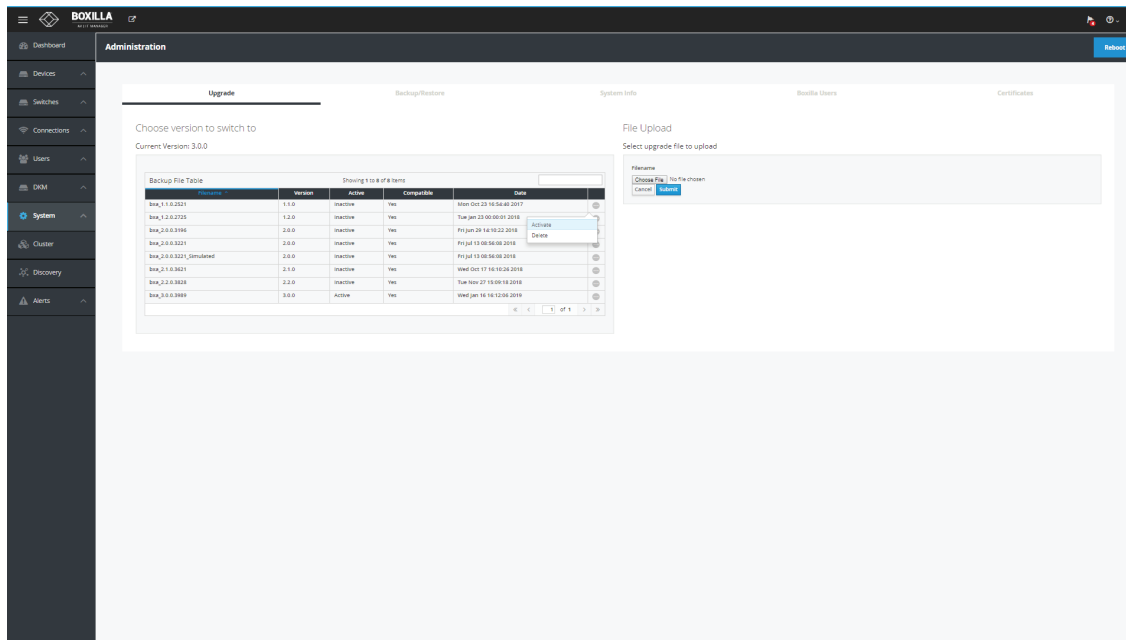 BOXILLA
Dashboard
Devices
Switches
Connections
Users
DKM
System
Cluster
Discovery
Alerts
Administration
Reboot
Upgrade
Backup/Restore
System Info
Boxilla Users
Certificates
Choose version to switch to
Current Version: 3.0.0
Backup File Table
Showing 1 to 8 of 8 items
Filename Version Active Compatible Date
bxa_1.1.0.2521 1.1.0 Inactive Yes Mon Oct 23 16:54:40 2017
bxa_1.2.0.2725 1.2.0 Inactive Yes Tue Jan 23 00:00:01 2018
bxa_2.0.0.3198 2.0.0 Inactive Yes Fri Jun 29 14:10:22 2018
bxa_2.0.0.3221 2.0.0 Inactive Yes Fri Jul 13 08:56:08 2018
bxa_2.0.0.3221_Simulated 2.0.0 Inactive Yes Fri Jul 13 08:56:08 2018
bxa_2.1.0.3621 2.1.0 Inactive Yes Wed Oct 17 16:10:26 2018
bxa_2.2.0.3828 2.2.0 Inactive Yes Tue Nov 27 15:09:18 2018
bxa_3.0.0.3989 3.0.0 Active Yes Wed Jan 16 16:12:06 2019
Activate
Delete
1 of 1
File Upload
Select upgrade file to upload
Filename
Choose File No file chosen
Cancel Submit